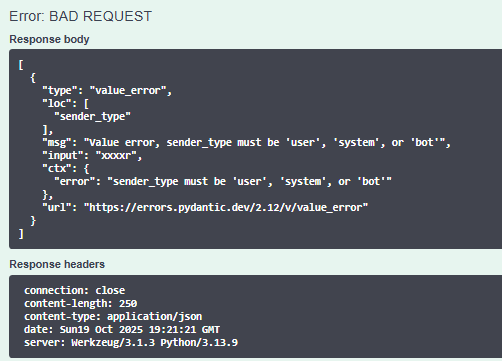 Error: BAD REQUEST
Response body
[
  {
    "type": "value_error",
    "loc": [
      "sender_type"
    ],
    "msg": "Value error, sender_type must be 'user', 'system', or 'bot'",
    "input": "xxxxr",
    "ctx": {
      "error": "sender_type must be 'user', 'system', or 'bot'"
    },
    "url": "https://errors.pydantic.dev/2.12/v/value_error"
  }
]
Response headers
connection: close
content-length: 250
content-type: application/json
date: Sun19 Oct 2025 19:21:21 GMT
server: Werkzeug/3.1.3 Python/3.13.9